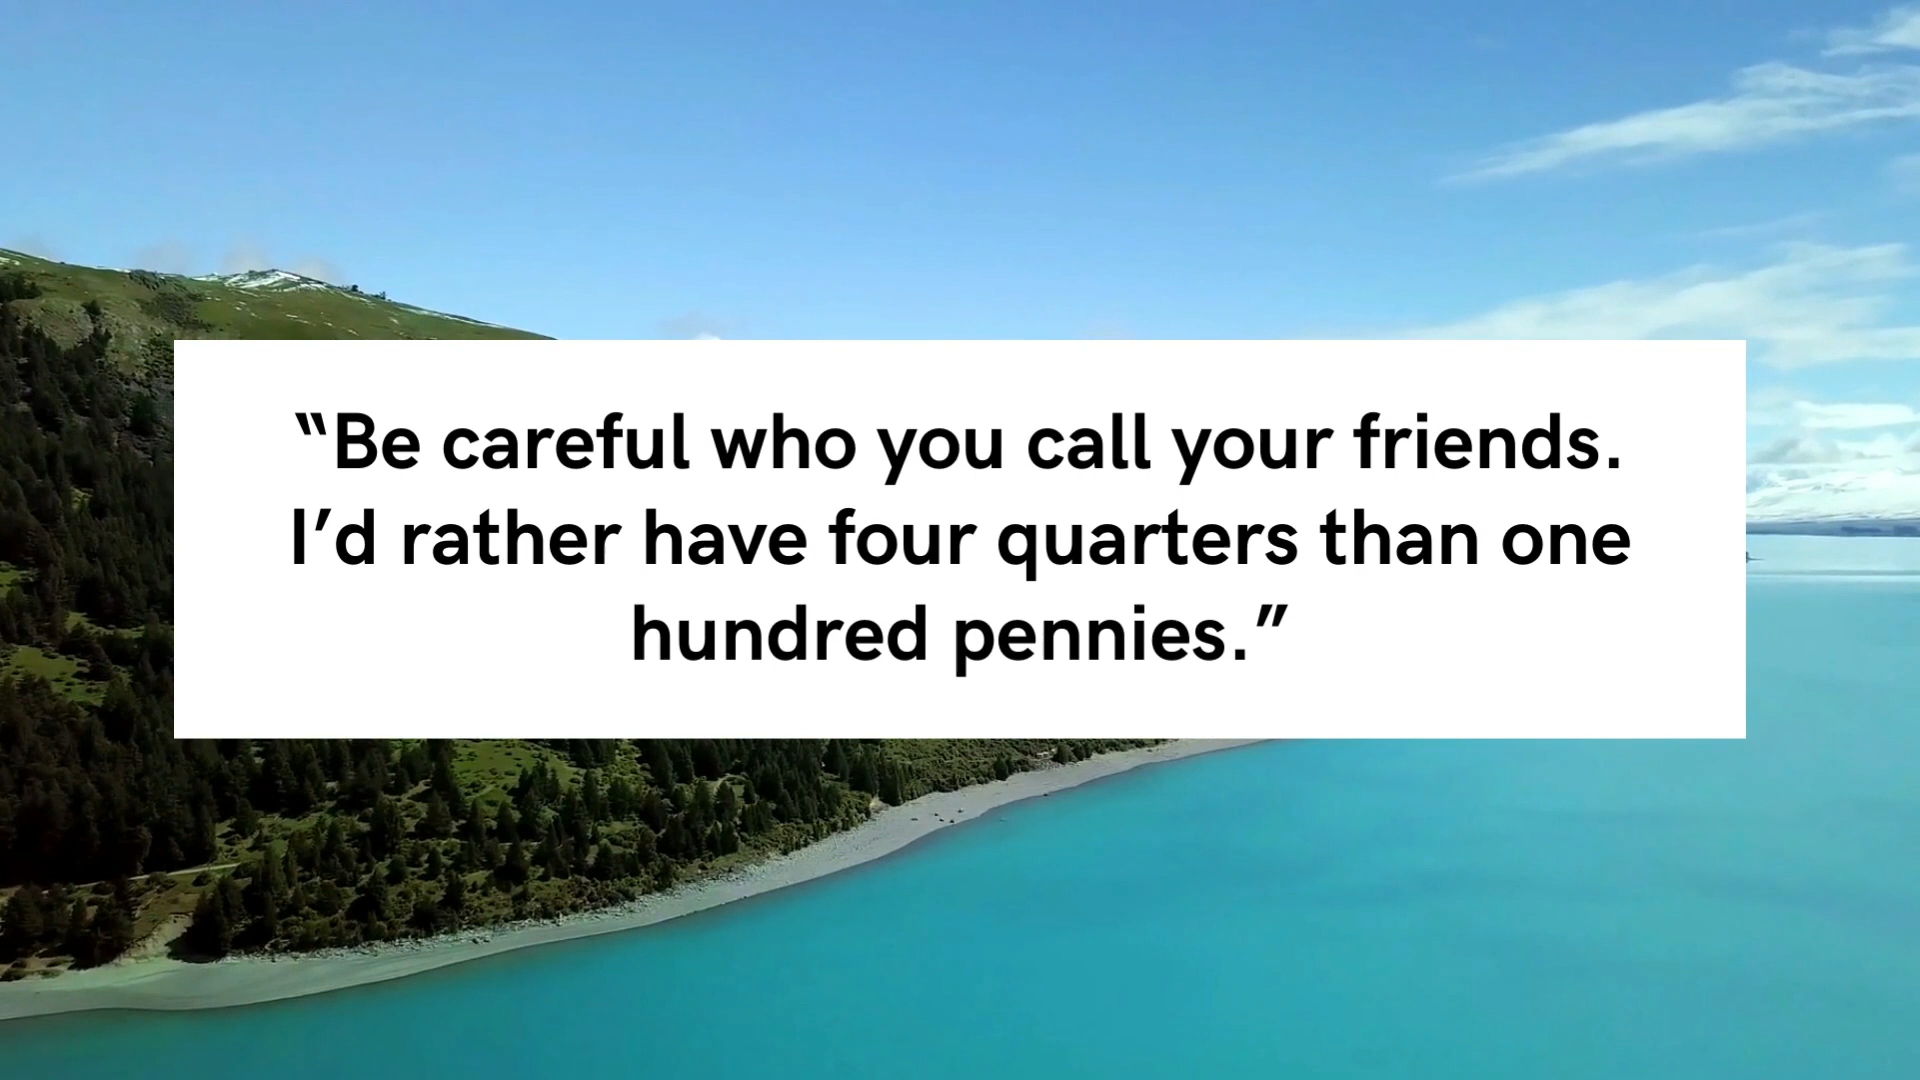 “Be careful who you call your friends.
I’d rather have four quarters than one
hundred pennies.”